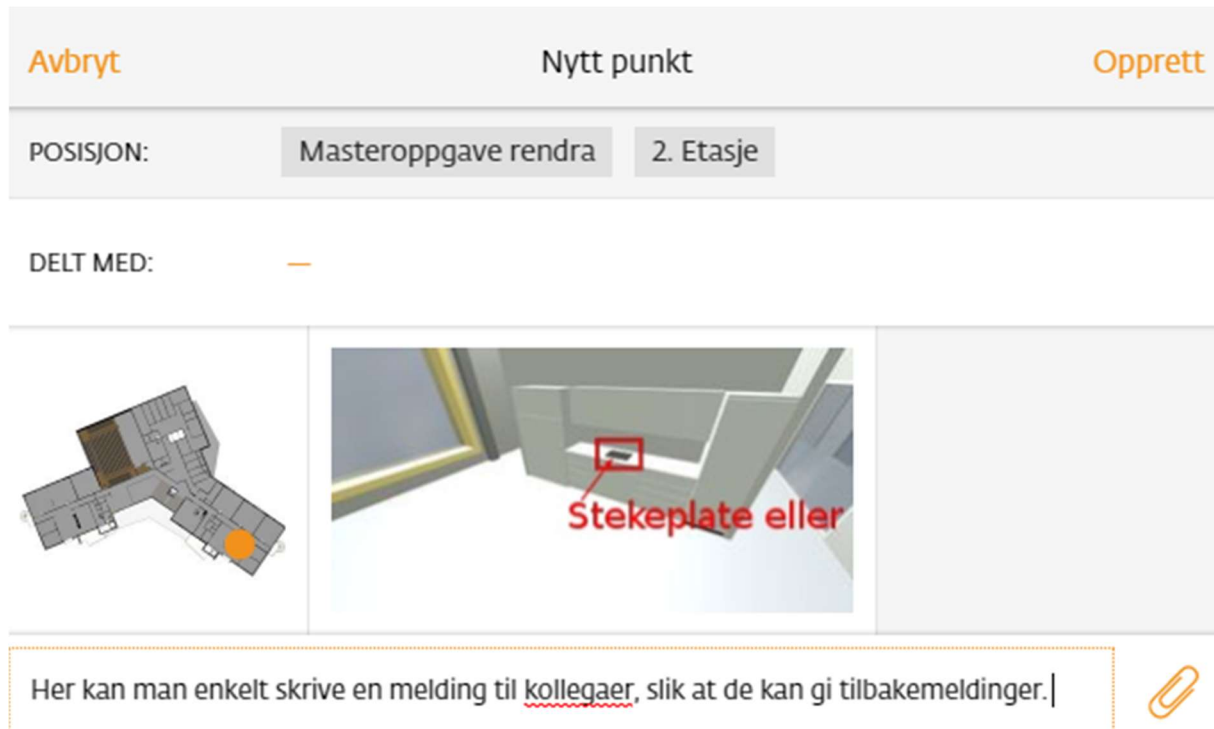 Avbryt Nytt punkt Opprett
POSISJON: Masteroppgave rendra 2. Etasje
DELT MED: —
Stekeplate eller
Her kan man enkelt skrive en melding til kollegaer, slik at de kan gi tilbakemeldinger.